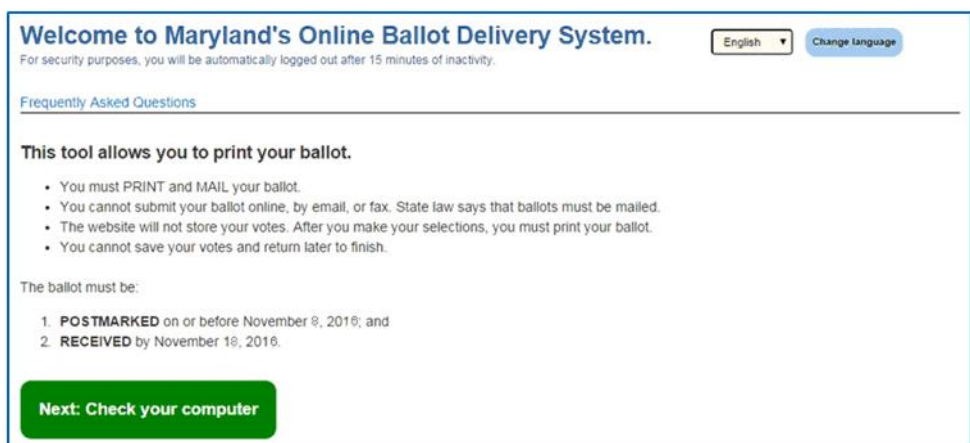 Welcome to Maryland's Online Ballot Delivery System.
English
Change language
For security purposes, you will be automatically logged out after 15 minutes of inactivity.
Frequently Asked Questions
This tool allows you to print your ballot.
• You must PRINT and MAIL your ballot.
• You cannot submit your ballot online, by email, or fax. State law says that ballots must be mailed.
• The website will not store your votes. After you make your selections, you must print your ballot.
• You cannot save your votes and return later to finish.
The ballot must be:
1. POSTMARKED on or before November 8, 2016; and
2. RECEIVED by November 18, 2016.
Next: Check your computer